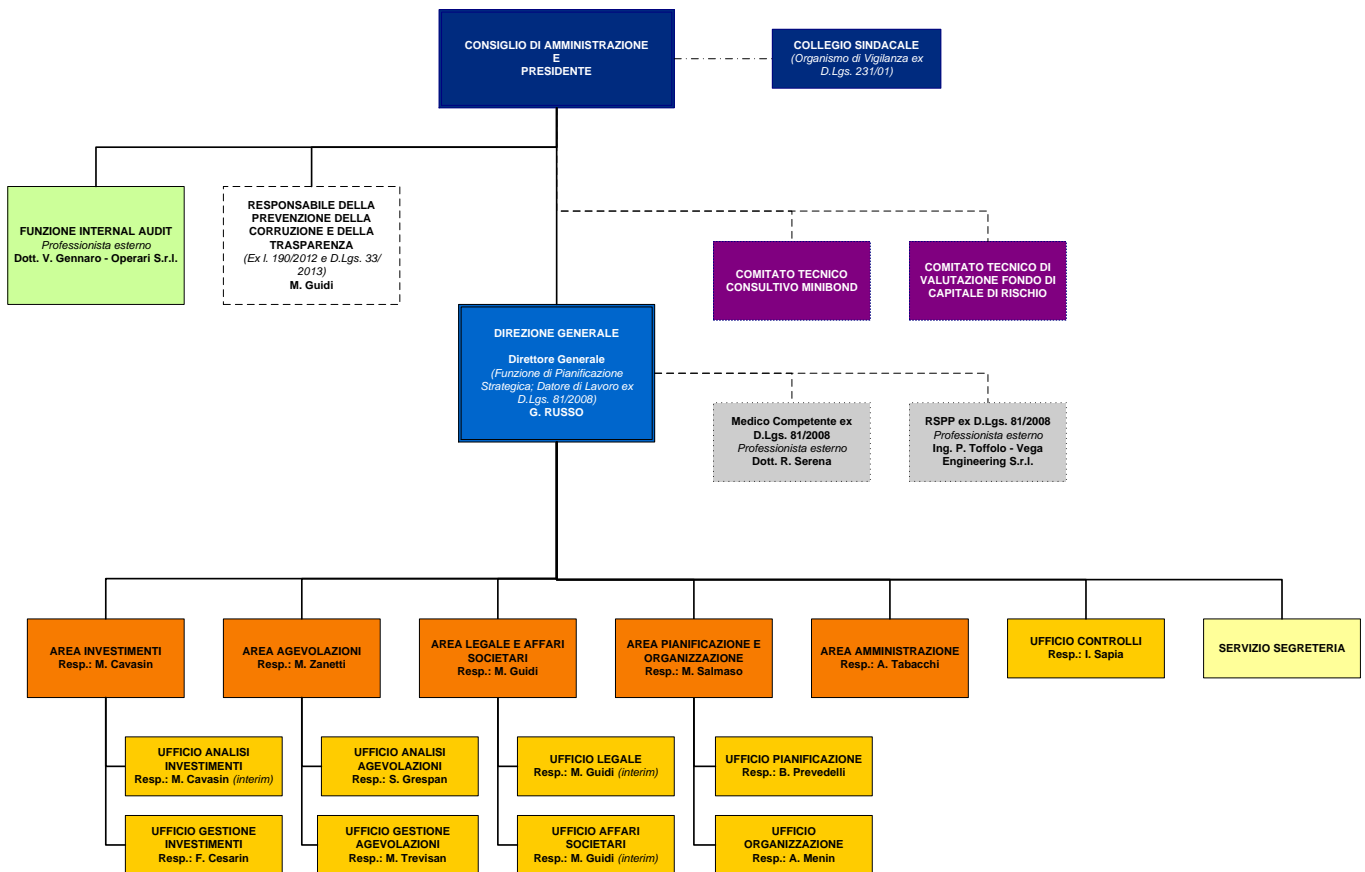 CONSIGLIO DI AMMINISTRAZIONE
E
PRESIDENTE
COLLEGIO SINDACALE
(Organismo di Vigilanza ex
D.Lgs. 231/01)
FUNZIONE INTERNAL AUDIT
Professionista esterno
Dott. V. Gennaro - Operari S.r.l.
RESPONSABILE DELLA
PREVENZIONE DELLA
CORRUZIONE E DELLA
TRASPARENZA
(Ex l. 190/2012 e D.Lgs. 33/
2013)
M. Guidi
COMITATO TECNICO
CONSULTIVO MINIBOND
COMITATO TECNICO DI
VALUTAZIONE FONDO DI
CAPITALE DI RISCHIO
DIREZIONE GENERALE
Direttore Generale
(Funzione di Pianificazione
Strategica; Datore di Lavoro ex
D.Lgs. 81/2008)
G. RUSSO
Medico Competente ex
D.Lgs. 81/2008
Professionista esterno
Dott. R. Serena
RSPP ex D.Lgs. 81/2008
Professionista esterno
Ing. P. Toffolo - Vega
Engineering S.r.l.
AREA INVESTIMENTI
Resp.: M. Cavasin
AREA AGEVOLAZIONI
Resp.: M. Zanetti
AREA LEGALE E AFFARI
SOCIETARI
Resp.: M. Guidi
AREA PIANIFICAZIONE E
ORGANIZZAZIONE
Resp.: M. Salmaso
AREA AMMINISTRAZIONE
Resp.: A. Tabacchi
UFFICIO CONTROLLI
Resp.: I. Sapia
SERVIZIO SEGRETERIA
UFFICIO ANALISI
INVESTIMENTI
Resp.: M. Cavasin (interim)
UFFICIO ANALISI
AGEVOLAZIONI
Resp.: S. Grespan
UFFICIO LEGALE
Resp.: M. Guidi (interim)
UFFICIO PIANIFICAZIONE
Resp.: B. Prevedelli
UFFICIO GESTIONE
INVESTIMENTI
Resp.: F. Cesarin
UFFICIO GESTIONE
AGEVOLAZIONI
Resp.: M. Trevisan
UFFICIO AFFARI
SOCIETARI
Resp.: M. Guidi (interim)
UFFICIO
ORGANIZZAZIONE
Resp.: A. Menin